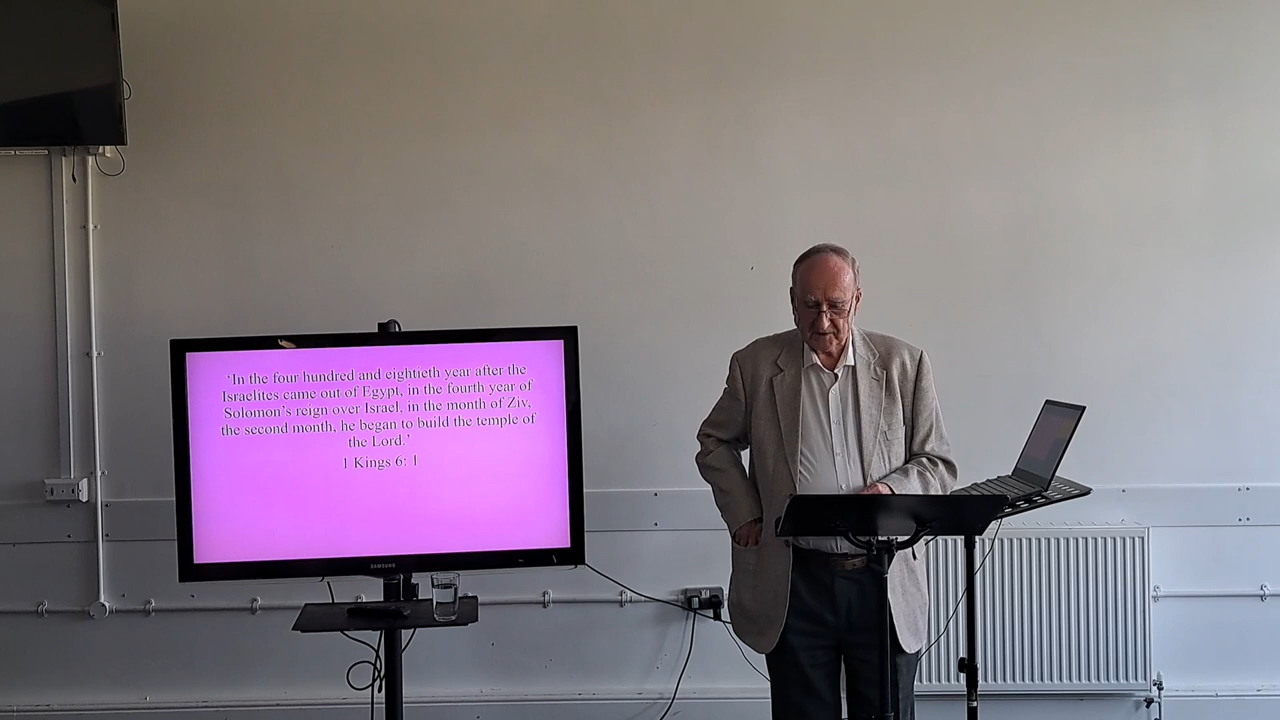 ‘In the four hundred and eightieth year after the
Israelites came out of Egypt, in the fourth year of
Solomon’s reign over Israel, in the month of Ziv,
the second month, he began to build the temple of
the Lord.’
1 Kings 6: 1
SAMSUNG